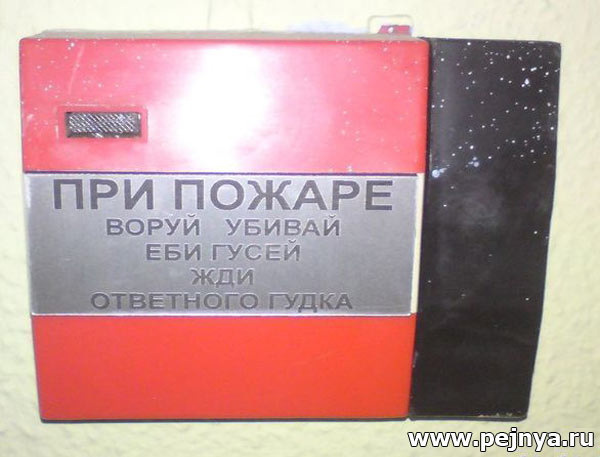 ПРИ ПОЖАРЕ
ВОРУЙ УБИВАЙ
ЕБИ ГУСЕЙ
ЖДИ
ОТВЕТНОГО ГУДКА
www.pejnya.ru